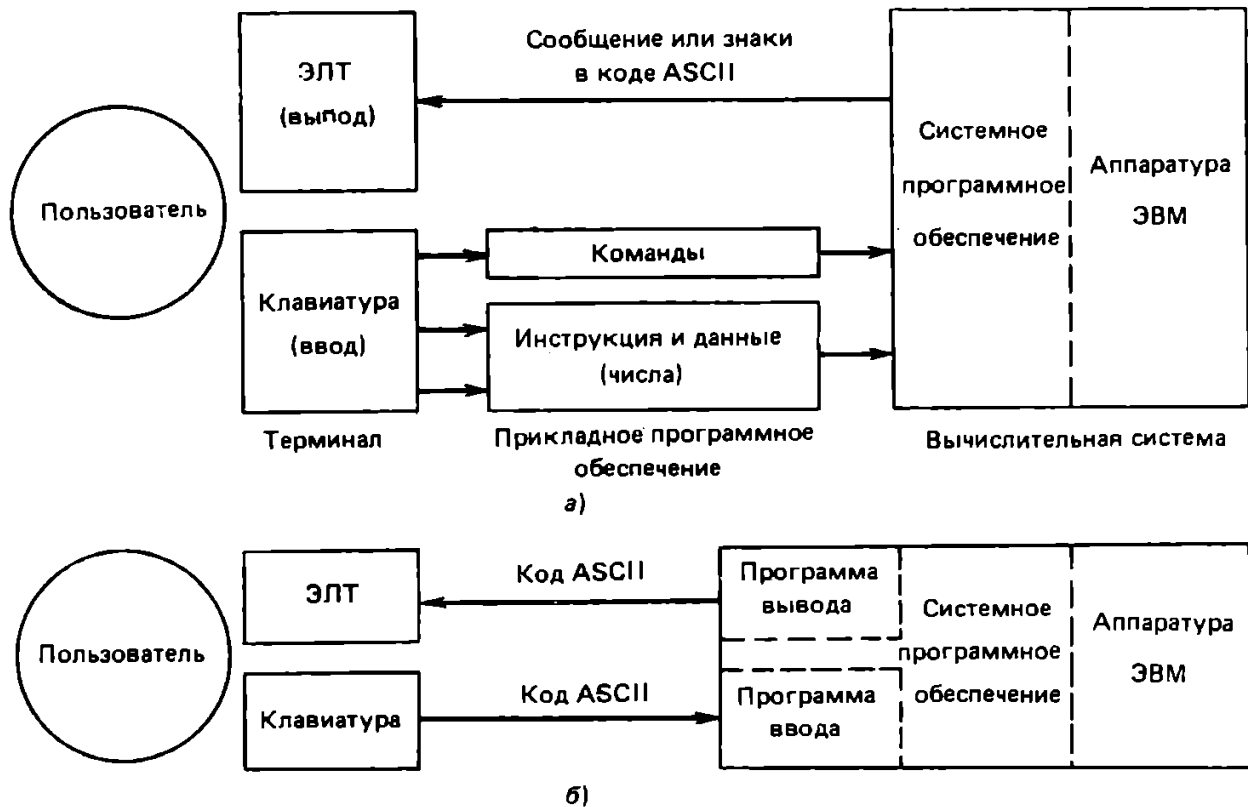 Сообщение или знаки
в коде ASCII
ЭЛТ
(выпод)
Системное
программное
обеспечение
Аппаратура
ЭВМ
Пользователь
Команды
Клавиатура
(ввод)
Инструкция и данные
(числа)
Терминал
Прикладное программное
обеспечение
Вычислительная система
а)
ЭЛТ
Код ASCII
Программа
вывода
Системное
программное
обеспечение
Аппаратура
ЭВМ
Пользователь
Клавиатура
Код ASCII
Программа
ввода
б)